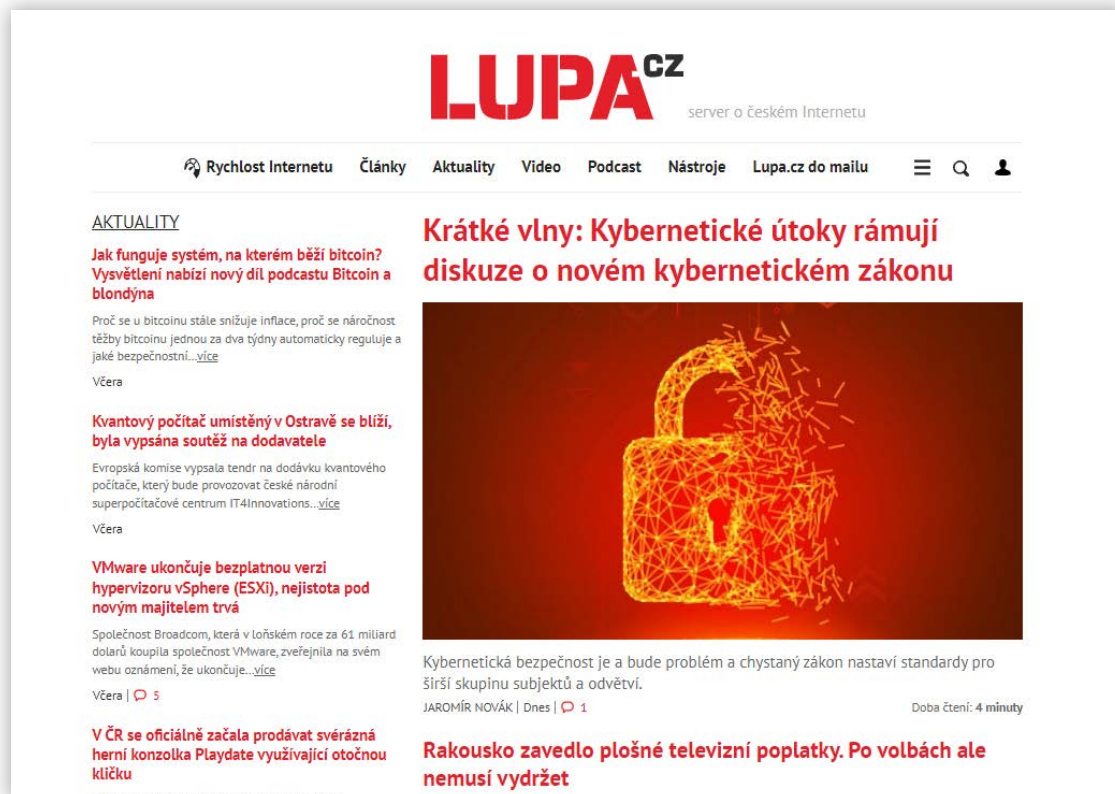 LUPA.CZ
server o českém Internetu
Rychlost Internetu Články Aktuality Video Podcast Nástroje Lupa.cz do mailu
AKTUALITY
Jak funguje systém, na kterém běží bitcoin?
Vysvětlení nabízí nový díl podcastu Bitcoin a
blondýna
Proč se u bitcoinu stále snižuje inflace, proč se náročnost
těžby bitcoinu jednou za dva týdny automaticky reguluje a
jaké bezpečnostní...více
Včera
Kvantový počítač umístěný v Ostravě se blíží,
byla vypsána soutěž na dodavatele
Evropská komise vypsala tendr na dodávku kvantového
počítače, který bude provozovat české národní
superpočítačové centrum IT4Innovations...více
Včera
VMware ukončuje bezplatnou verzi
hypervizoru vSphere (ESXi), nejistota pod
novým majitelem trvá
Společnost Broadcom, která v loňském roce za 61 miliard
dolarů koupila společnost VMware, zveřejnila na svém
webu oznámení, že ukončuje...více
Včera | 5
V ČR se oficiálně začala prodávat svérázná
herní konzolka Playdate využívající otočnou
kličku
Krátké vlny: Kybernetické útoky rámují
diskuze o novém kybernetickém zákonu
Kybernetická bezpečnost je a bude problém a chystaný zákon nastaví standardy pro
širší skupinu subjektů a odvětví.
JAROMÍR NOVÁK | Dnes | 1 Doba čtení: 4 minuty
Rakousko zavedlo plošné televizní poplatky. Po volbách ale
nemusí vydržet